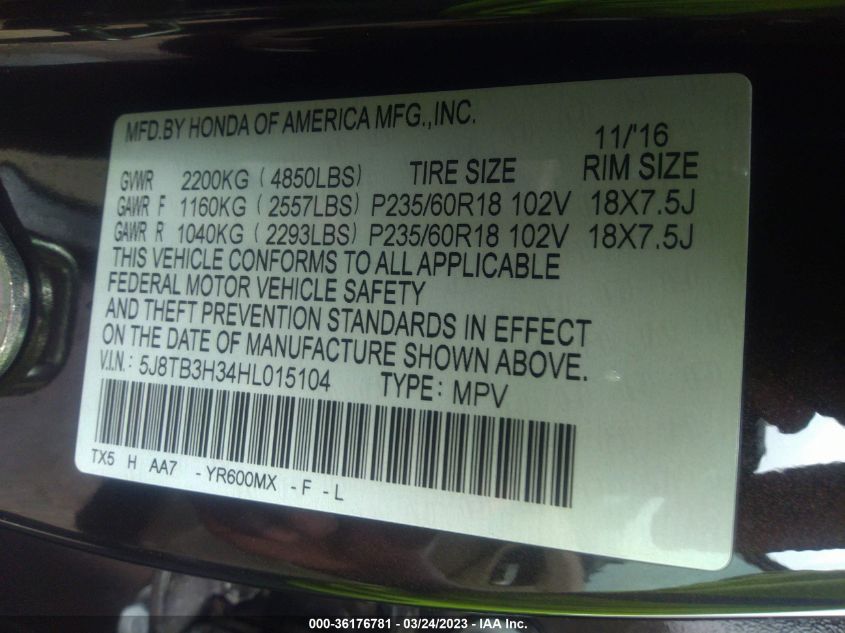 MFD.BY HONDA OF AMERICA MFG.,INC.
11/'16
GVWR 2200KG ( 4850LBS) TIRE SIZE RIM SIZE
GAWR F 1160KG ( 2557LBS) P235/60R18 102V 18X7.5J
GAWR R 1040KG ( 2293LBS) P235/60R18 102V 18X7.5J
THIS VEHICLE CONFORMS TO ALL APPLICABLE
FEDERAL MOTOR VEHICLE SAFETY
AND THEFT PREVENTION STANDARDS IN EFFECT
ON THE DATE OF MANUFACTURE SHOWN ABOVE.
V.I.N.: 5J8TB3H34HL015104 TYPE: MPV
TX5 H AA7 -YR600MX -F-L
000-36176781 - 03/24/2023 - © IAA Inc.